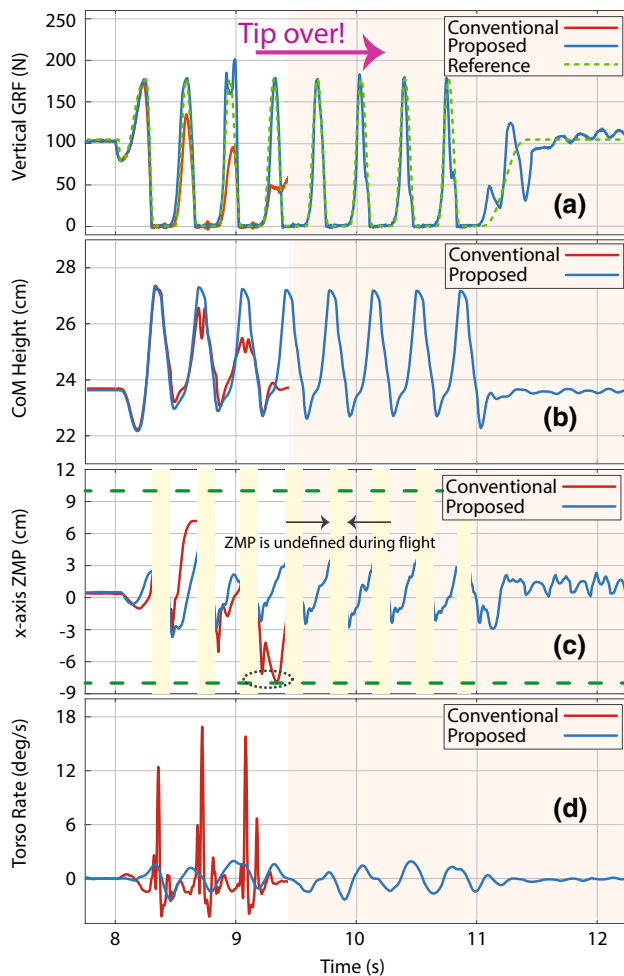 250
200
150
100
50
0
Vertical GRF (N)
Tip over!
Conventional
Proposed
Reference
(a)
28
26
24
22
CoM Height (cm)
Conventional
Proposed
(b)
12
9
6
3
0
-3
-6
-9
x-axis ZMP (cm)
Conventional
Proposed
ZMP is undefined during flight
(c)
18
12
6
0
Torso Rate (deg/s)
Conventional
Proposed
(d)
8 9 10 11 12
Time (s)